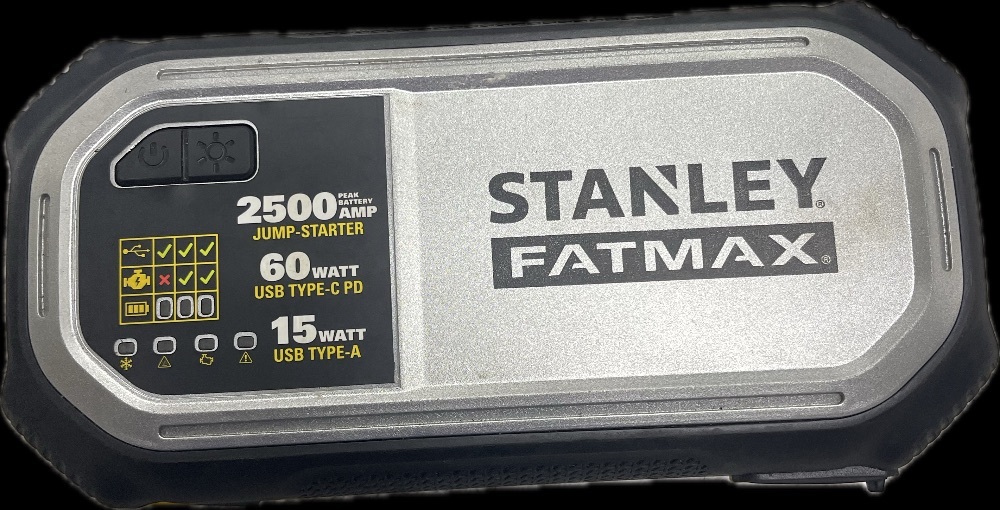 2500 PEAK BATTERY AMP
JUMP-STARTER
60 WATT
USB TYPE-C PD
15 WATT
USB TYPE-A
STANLEY®
FATMAX®